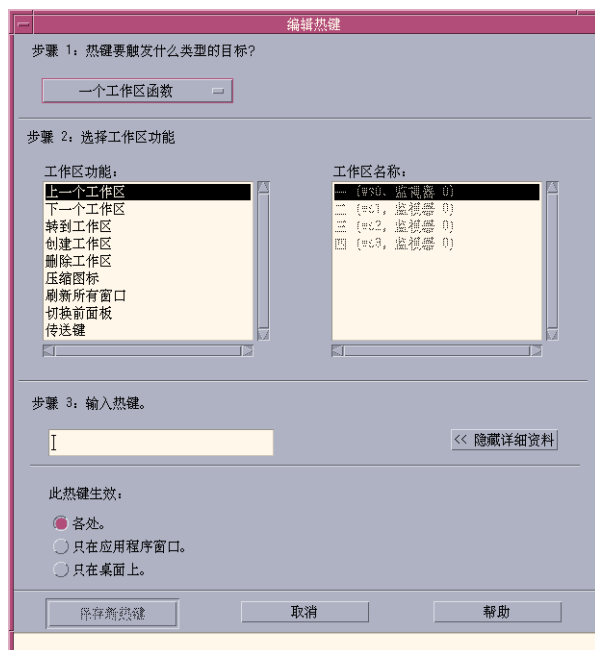 编辑热键
步骤 1: 热键要触发什么类型的目标?
一个工作区函数
步骤 2: 选择工作区功能
工作区功能:
上一个工作区
下一个工作区
转到工作区
创建工作区
删除工作区
压缩图标
刷新所有窗口
切换前面板
传送键
工作区名称:
一 (ws0, 监视器 0)
二 (ws1, 监视器 0)
三 (ws2, 监视器 0)
四 (ws3, 监视器 0)
步骤 3: 输入热键。
<< 隐藏详细资料
此热键生效:
各处。
只在应用程序窗口。
只在桌面上。
保存新热键
取消
帮助